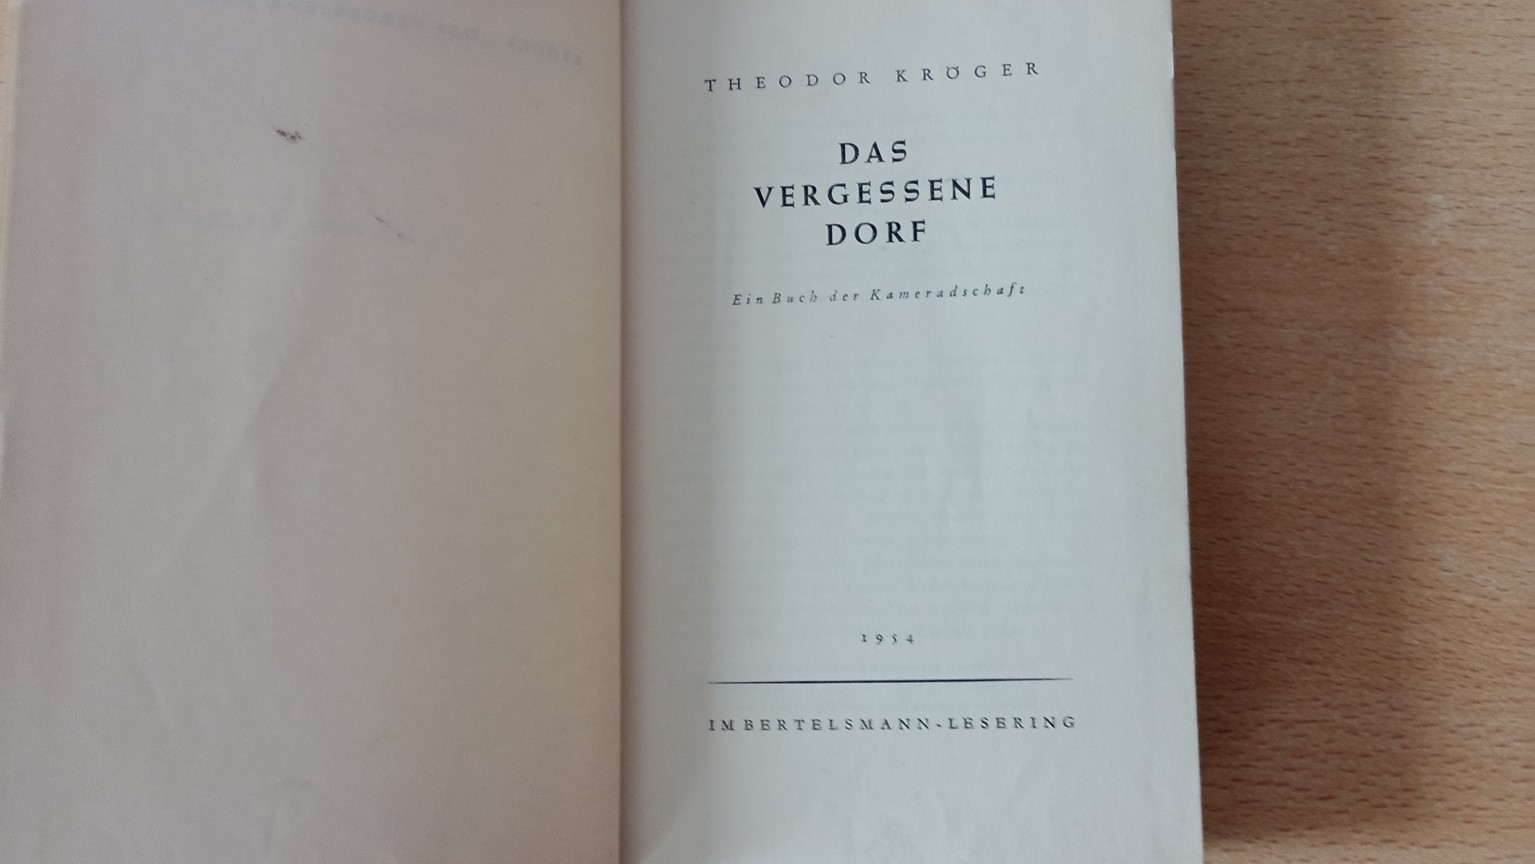 THEODOR KRÖGER
DAS
VERGESSENE
DORF
Ein Buch der Kameradschaft
1954
IM BERTELSMANN-LESERING